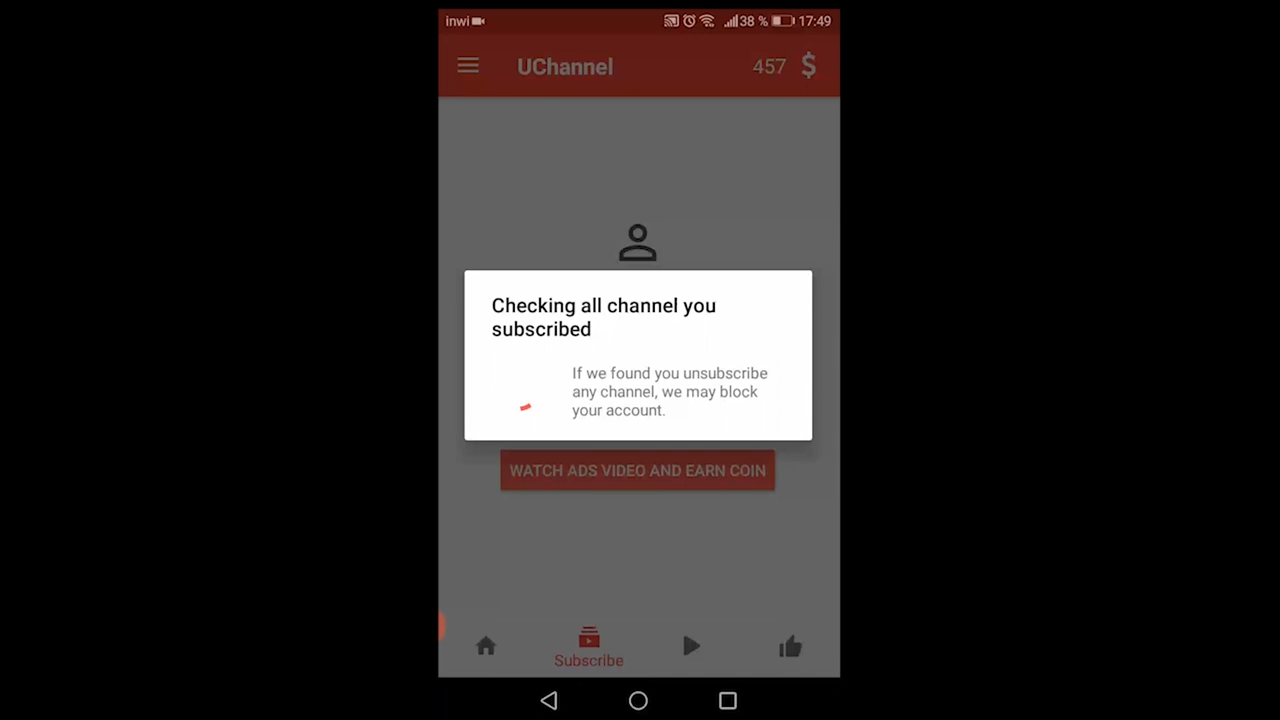 inwi 38 % 17:49
UChannel 457 $
Checking all channel you
subscribed
If we found you unsubscribe
any channel, we may block
your account.
WATCH ADS VIDEO AND EARN COIN
Subscribe